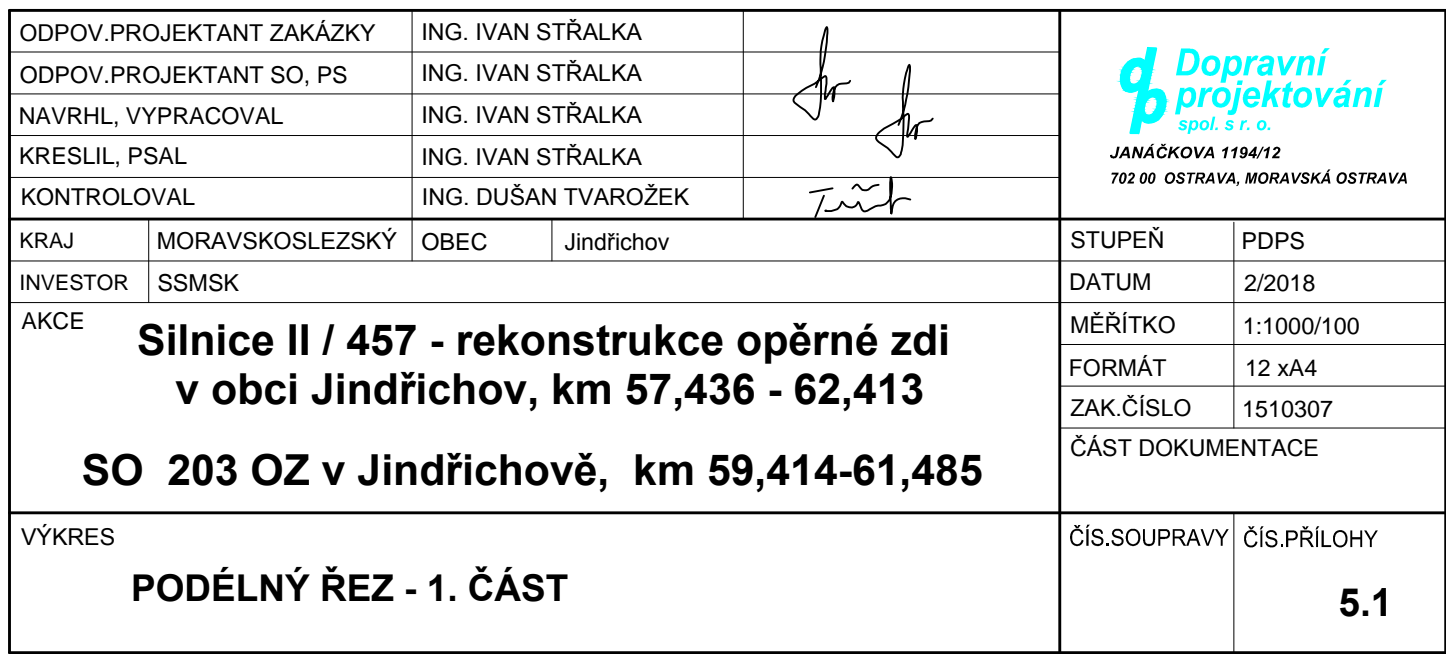 ODPOV.PROJEKTANT ZAKÁZKY ING. IVAN STŘALKA
ODPOV.PROJEKTANT SO, PS ING. IVAN STŘALKA
NAVRHL, VYPRACOVAL ING. IVAN STŘALKA
KRESLIL, PSAL ING. IVAN STŘALKA
KONTROLOVAL ING. DUŠAN TVAROŽEK
dp Dopravní
projektování
spol. s r. o.
JANÁČKOVA 1194/12
702 00 OSTRAVA, MORAVSKÁ OSTRAVA
KRAJ MORAVSKOSLEZSKÝ OBEC Jindřichov
INVESTOR SSMSK
STUPEŇ PDPS
DATUM 2/2018
MĚŘÍTKO 1:1000/100
FORMÁT 12 xA4
ZAK.ČÍSLO 1510307
ČÁST DOKUMENTACE
AKCE
Silnice II / 457 - rekonstrukce opěrné zdi
v obci Jindřichov, km 57,436 - 62,413
SO 203 OZ v Jindřichově, km 59,414-61,485
VÝKRES
PODÉLNÝ ŘEZ - 1. ČÁST
ČÍS.SOUPRAVY ČÍS.PŘÍLOHY
5.1